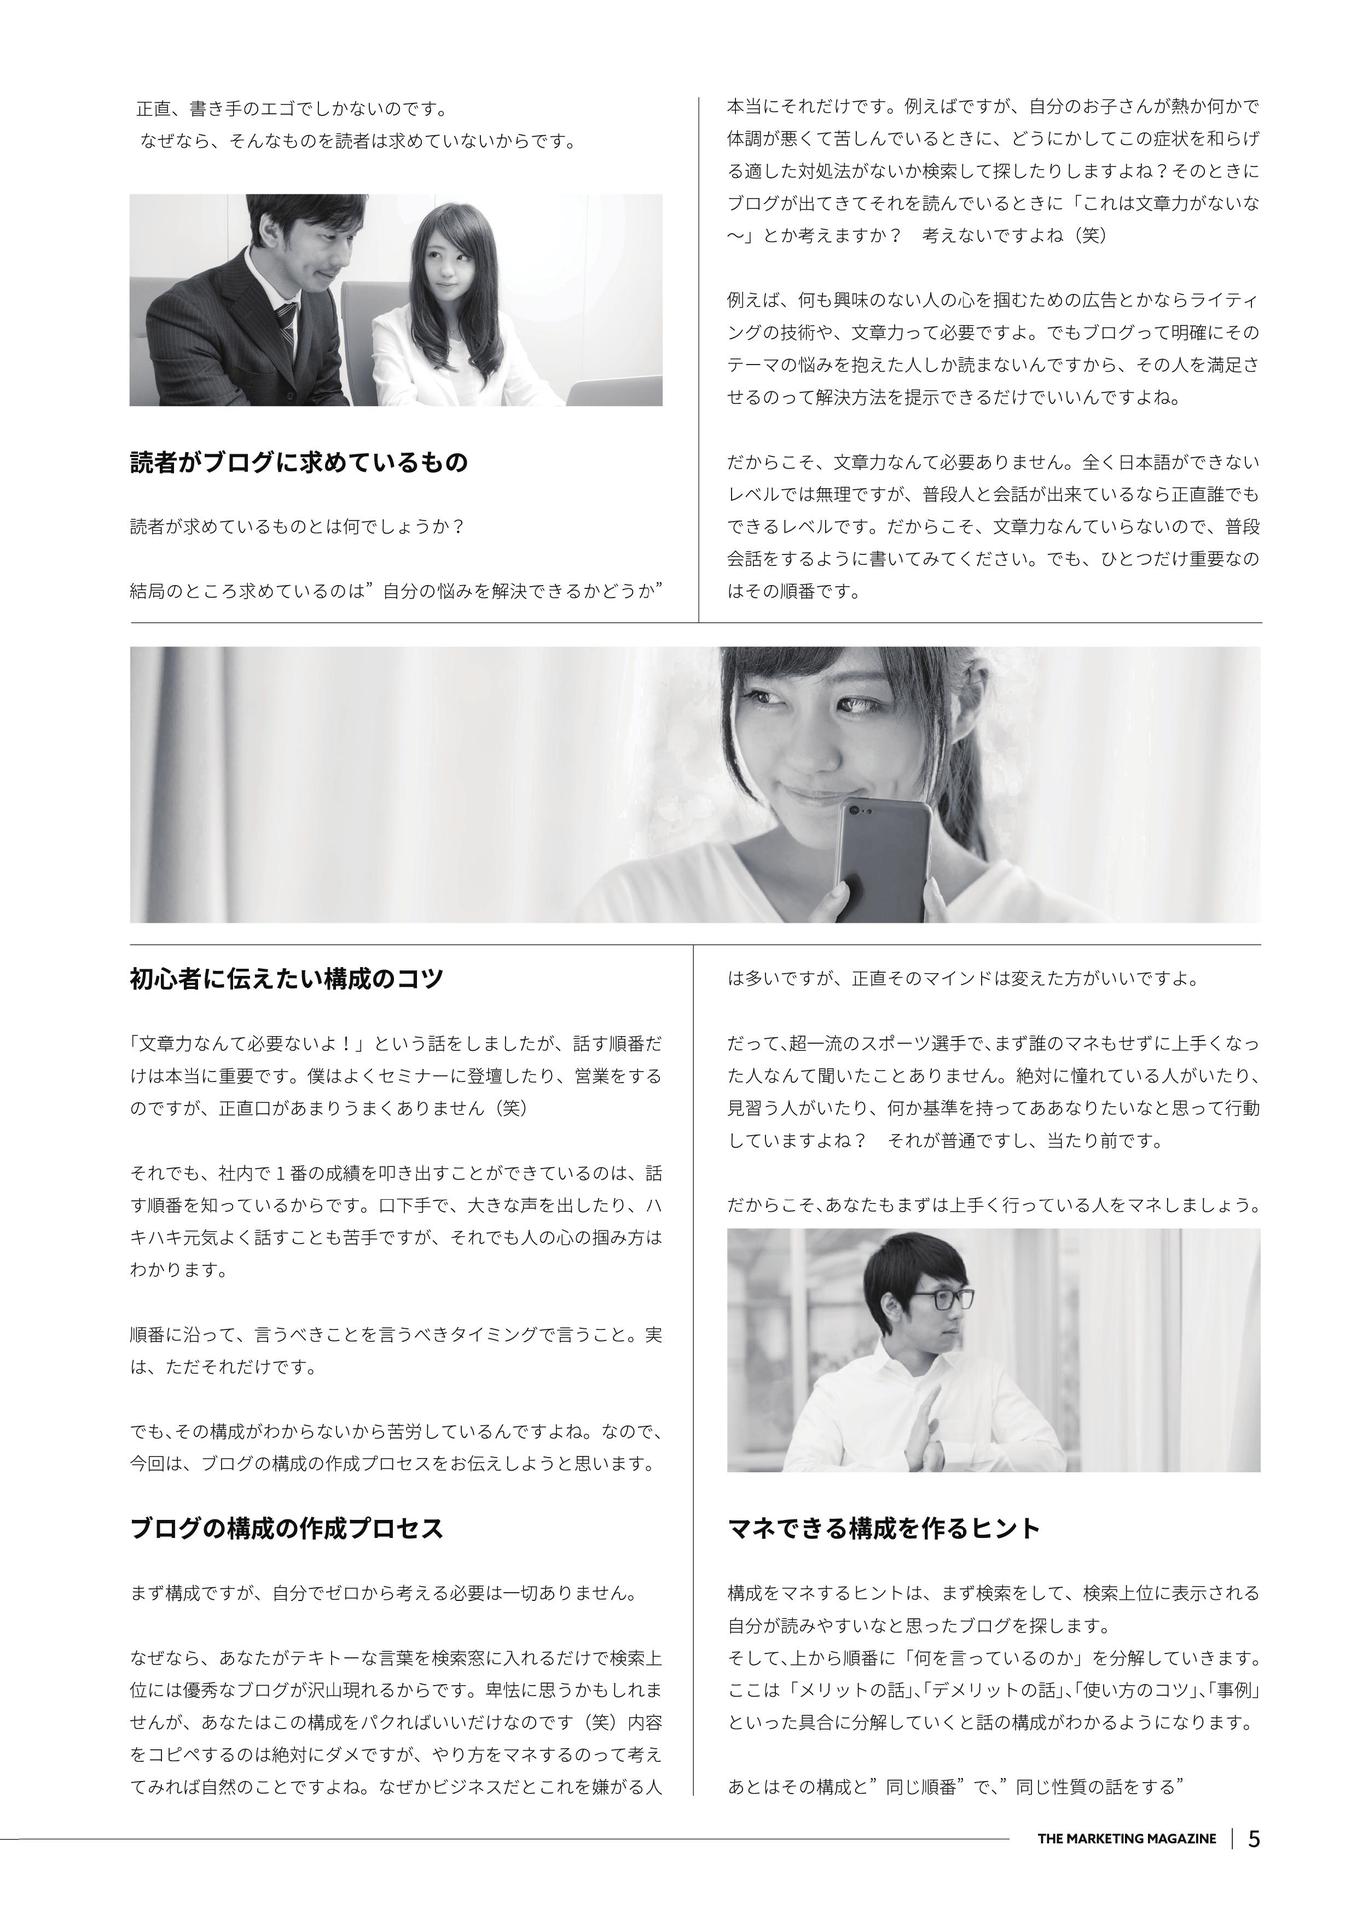 正直、書き手のエゴでしかないのです。
なぜなら、そんなものを読者は求めていないからです。
読者がブログに求めているもの
読者が求めているものとは何でしょうか？
結局のところ求めているのは”自分の悩みを解決できるかどうか”
本当にそれだけです。例えばですが、自分のお子さんが熱か何かで
体調が悪くて苦しんでいるときに、どうにかしてこの症状を和らげ
る適した対処法がないか検索して探したりしますよね？そのときに
ブログが出てきてそれを読んでいるときに「これは文章力がないな
〜」とか考えますか？　考えないですよね（笑）
例えば、何も興味のない人の心を掴むための広告とかならライティ
ングの技術や、文章力って必要ですよ。でもブログって明確にその
テーマの悩みを抱えた人しか読まないんですから、その人を満足さ
せるのって解決方法を提示できるだけでいいんですよね。
だからこそ、文章力なんて必要ありません。全く日本語ができない
レベルでは無理ですが、普段人と会話が出来ているなら正直誰でも
できるレベルです。だからこそ、文章力なんていらないので、普段
会話をするように書いてみてください。でも、ひとつだけ重要なの
はその順番です。
初心者に伝えたい構成のコツ
「文章力なんて必要ないよ！」という話をしましたが、話す順番だ
けは本当に重要です。僕はよくセミナーに登壇したり、営業をする
のですが、正直口があまりうまくありません（笑）
それでも、社内で1番の成績を叩き出すことができているのは、話
す順番を知っているからです。口下手で、大きな声を出したり、ハ
キハキ元気よく話すことも苦手ですが、それでも人の心の掴み方は
わかります。
順番に沿って、言うべきことを言うべきタイミングで言うこと。実
は、ただそれだけです。
でも、その構成がわからないから苦労しているんですよね。なので、
今回は、ブログの構成の作成プロセスをお伝えしようと思います。
ブログの構成の作成プロセス
まず構成ですが、自分でゼロから考える必要は一切ありません。
なぜなら、あなたがテキトーな言葉を検索窓に入れるだけで検索上
位には優秀なブログが沢山現れるからです。卑怯に思うかもしれま
せんが、あなたはこの構成をパクればいいだけなのです（笑）内容
をコピペするのは絶対にダメですが、やり方をマネするのって考え
てみれば自然のことですよね。なぜかビジネスだとこれを嫌がる人
は多いですが、正直そのマインドは変えた方がいいですよ。
だって、超一流のスポーツ選手で、まず誰のマネもせずに上手くなっ
た人なんて聞いたことありません。絶対に憧れている人がいたり、
見習う人がいたり、何か基準を持ってああなりたいなと思って行動
していますよね？　それが普通ですし、当たり前です。
だからこそ、あなたもまずは上手く行っている人をマネしましょう。
マネできる構成を作るヒント
構成をマネするヒントは、まず検索をして、検索上位に表示される
自分が読みやすいなと思ったブログを探します。
そして、上から順番に「何を言っているのか」を分解していきます。
ここは「メリットの話」、「デメリットの話」、「使い方のコツ」、「事例」
といった具合に分解していくと話の構成がわかるようになります。
あとはその構成と”同じ順番”で、”同じ性質の話をする”
THE MARKETING MAGAZINE | 5